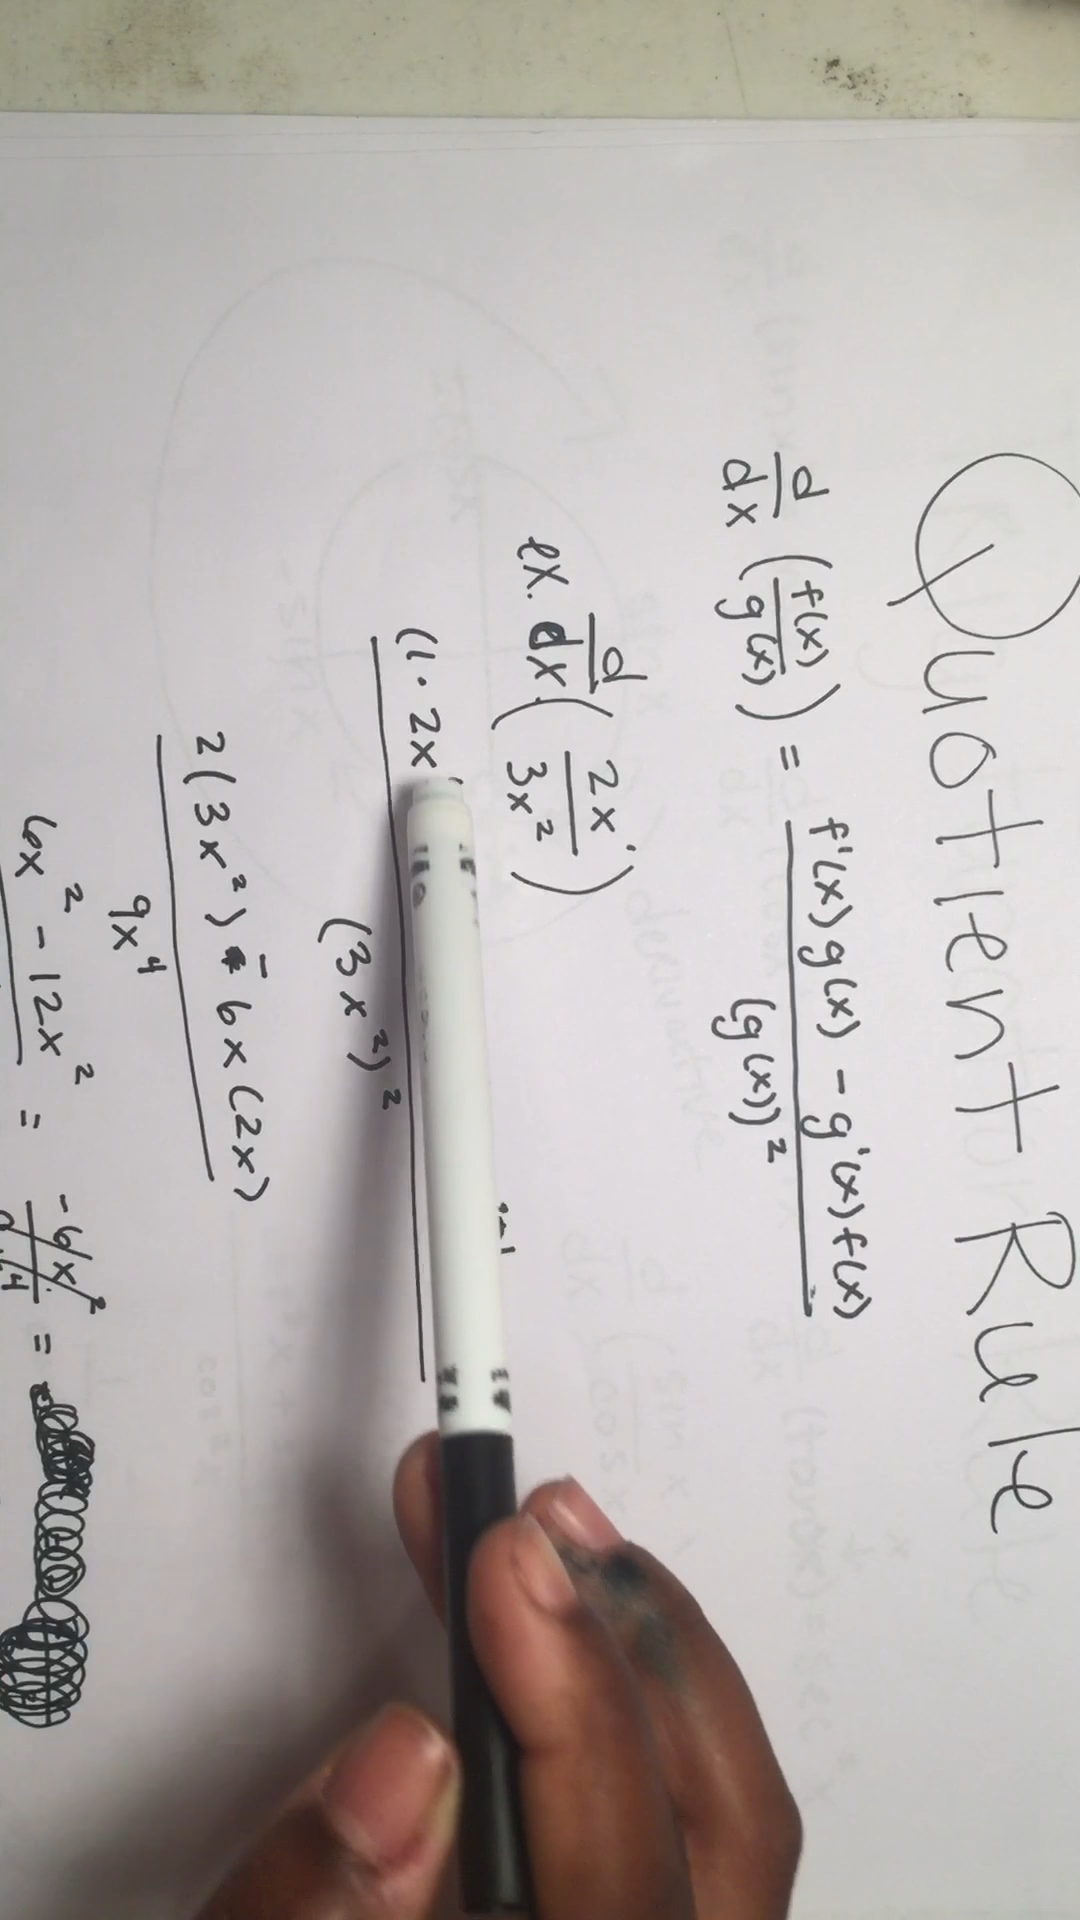 Quotient Rule
d/dx (f(x)/g(x)) = f'(x)g(x) - g'(x)f(x) / (g(x))²
ex. d/dx (2x'/3x²)
(1·2x
(3x²)²
2(3x²) - 6x(2x)
9x⁴
6x² - 12x² = -6x² =